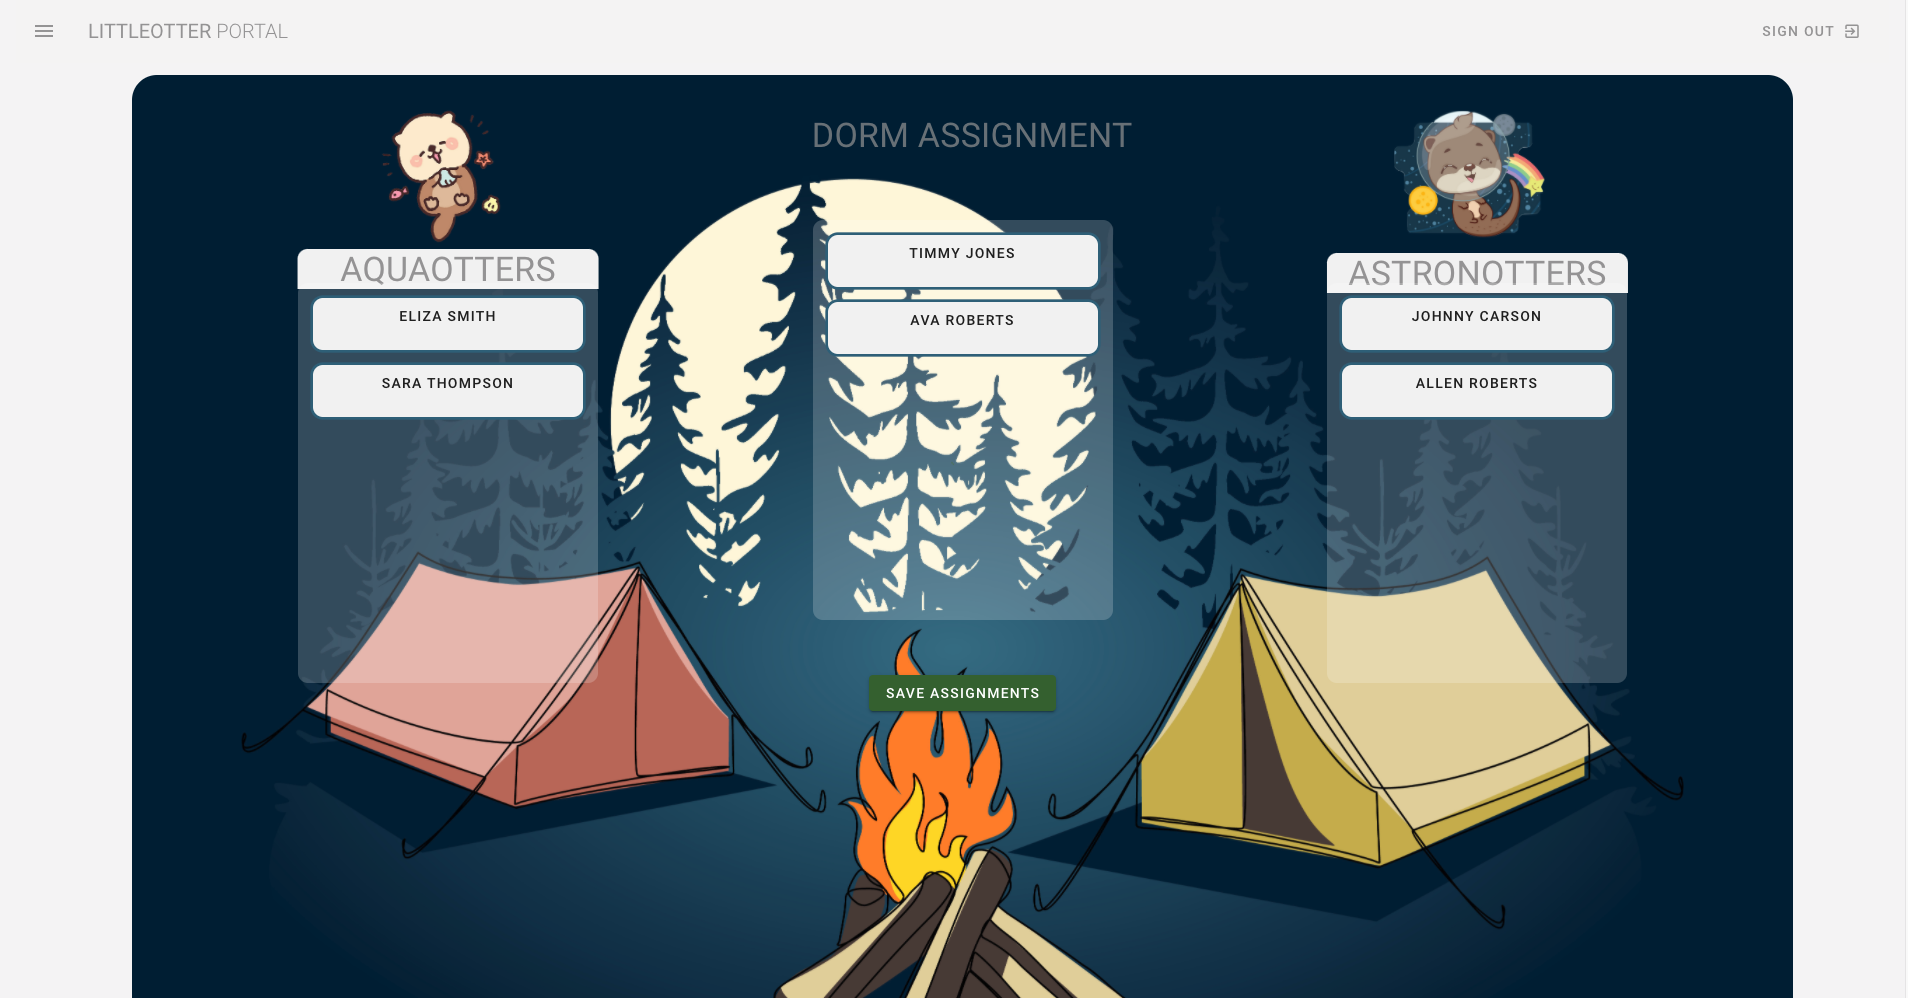 LITTLEOTTER PORTAL
SIGN OUT
DORM ASSIGNMENT
AQUAOTTERS
ELIZA SMITH
SARA THOMPSON
TIMMY JONES
AVA ROBERTS
ASTRONOTTERS
JOHNNY CARSON
ALLEN ROBERTS
SAVE ASSIGNMENTS